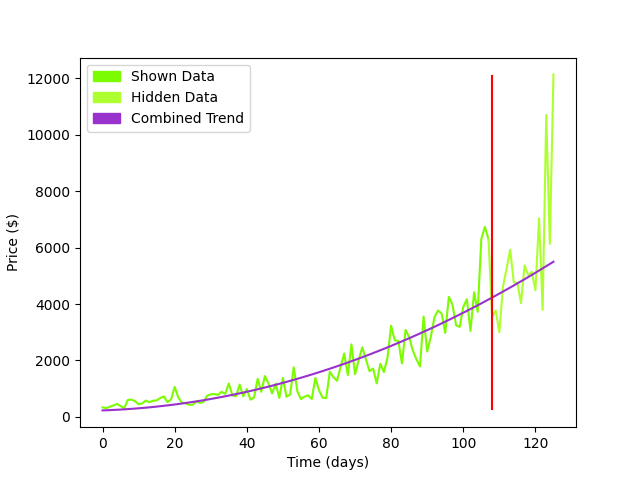 Shown Data
Hidden Data
Combined Trend
12000
10000
8000
6000
4000
2000
0
Price ($)
0 20 40 60 80 100 120
Time (days)